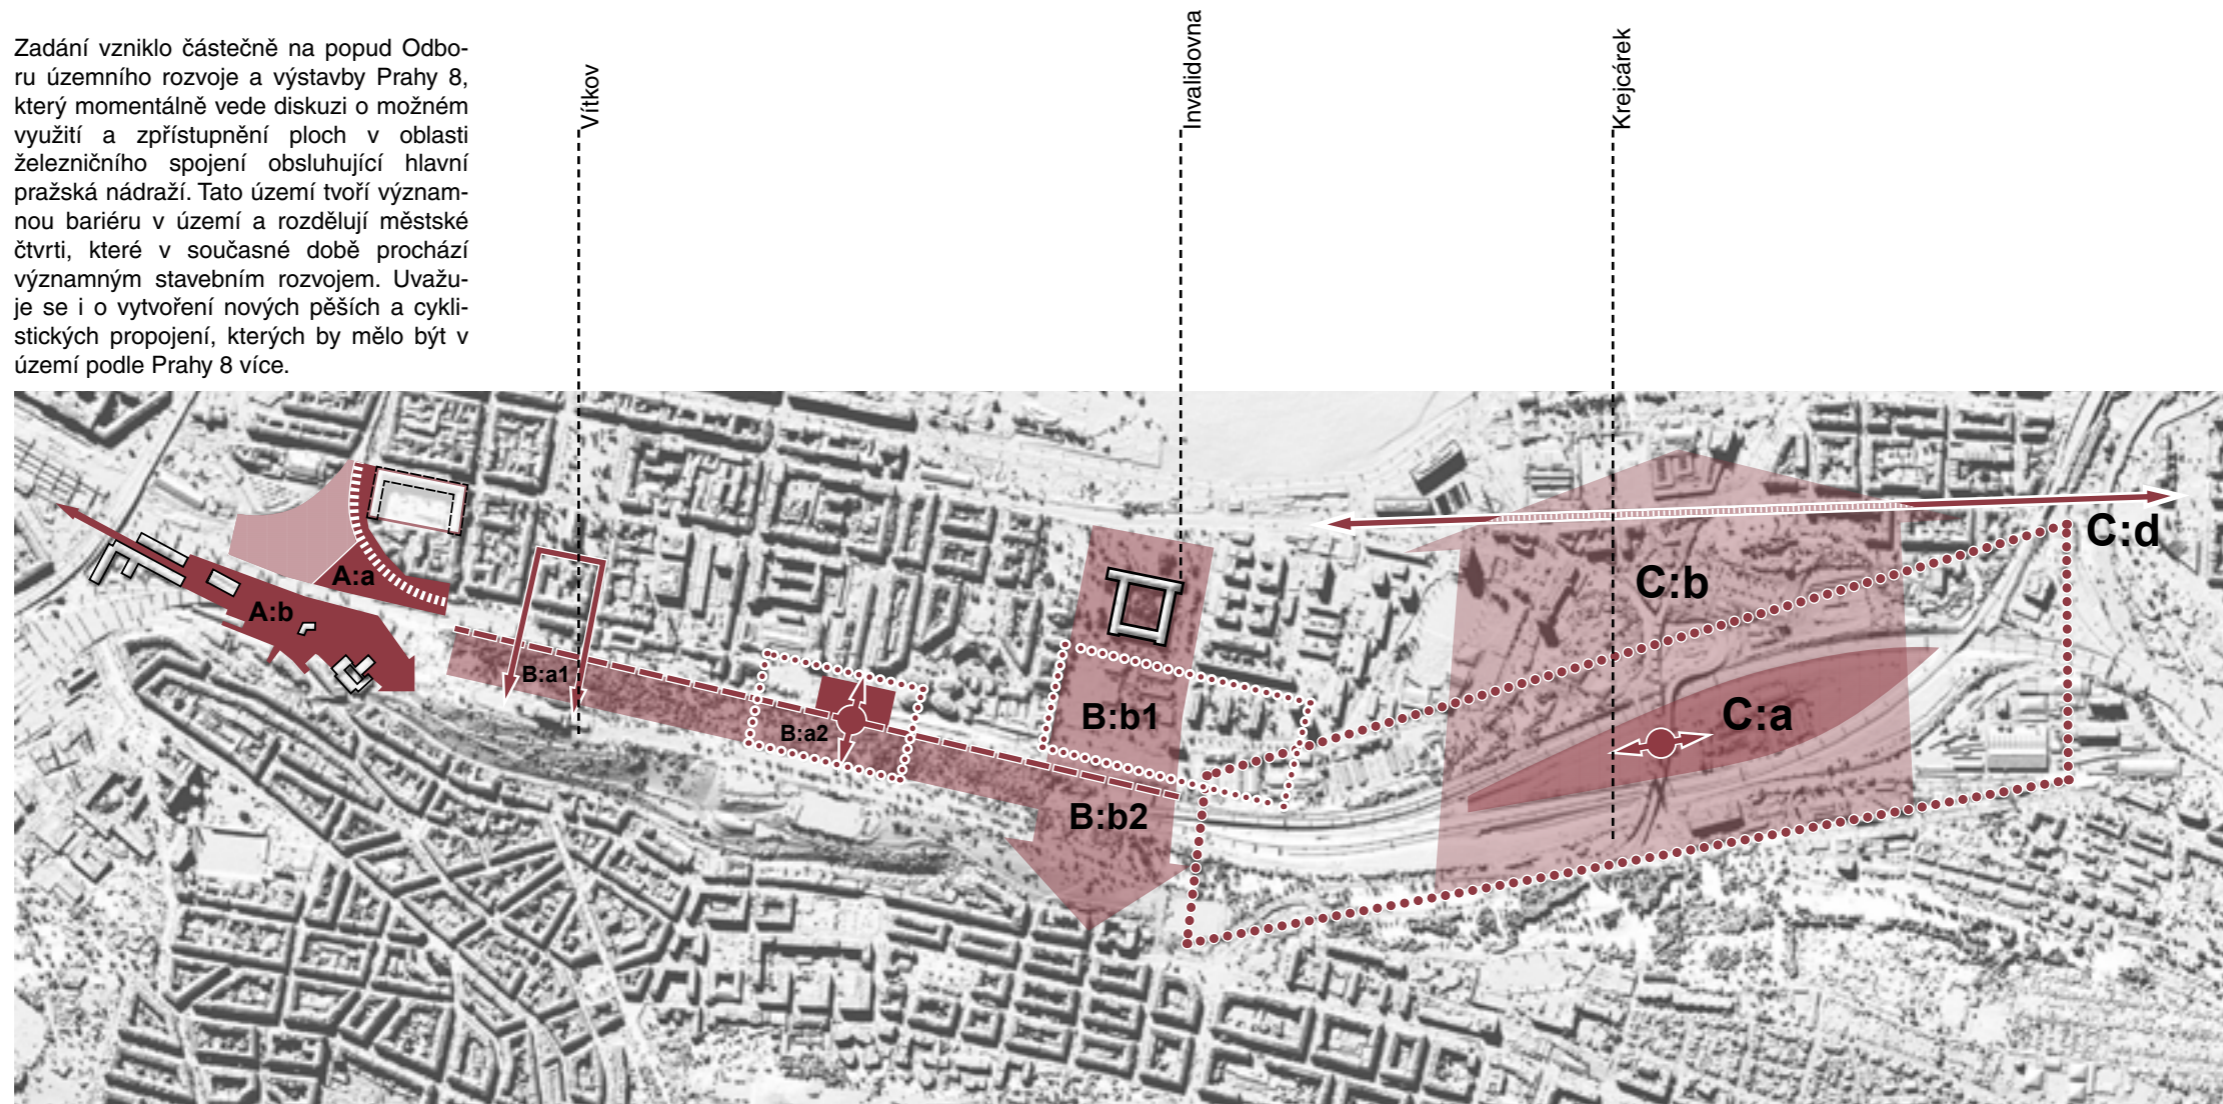 Zadání vzniklo částečně na popud Odbo-
ru územního rozvoje a výstavby Prahy 8,
který momentálně vede diskuzi o možném
využití a zpřístupnění ploch v oblasti
železničního spojení obsluhující hlavní
pražská nádraží. Tato území tvoří význam-
nou bariéru v území a rozdělují městské
čtvrti, které v současné době prochází
významným stavebním rozvojem. Uvažu-
je se i o vytvoření nových pěších a cykli-
stických propojení, kterých by mělo být v
území podle Prahy 8 více.
Vítkov
Invalidovna
Krejcárek
A:a
A:b
B:a1
B:a2
B:b1
B:b2
C:a
C:b
C:d